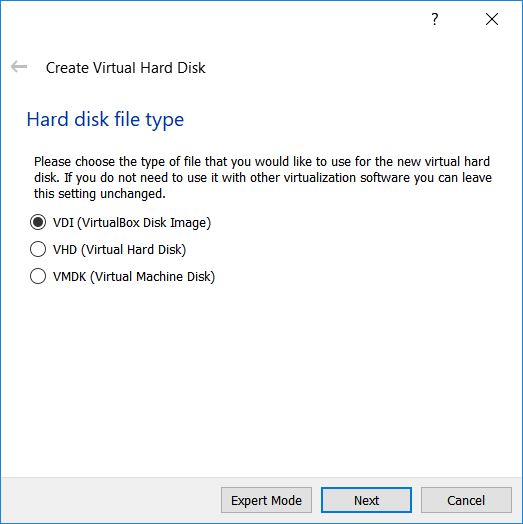 ?
Create Virtual Hard Disk
Hard disk file type
Please choose the type of file that you would like to use for the new virtual hard
disk. If you do not need to use it with other virtualization software you can leave
this setting unchanged.
VDI (VirtualBox Disk Image)
VHD (Virtual Hard Disk)
VMDK (Virtual Machine Disk)
Expert Mode Next Cancel